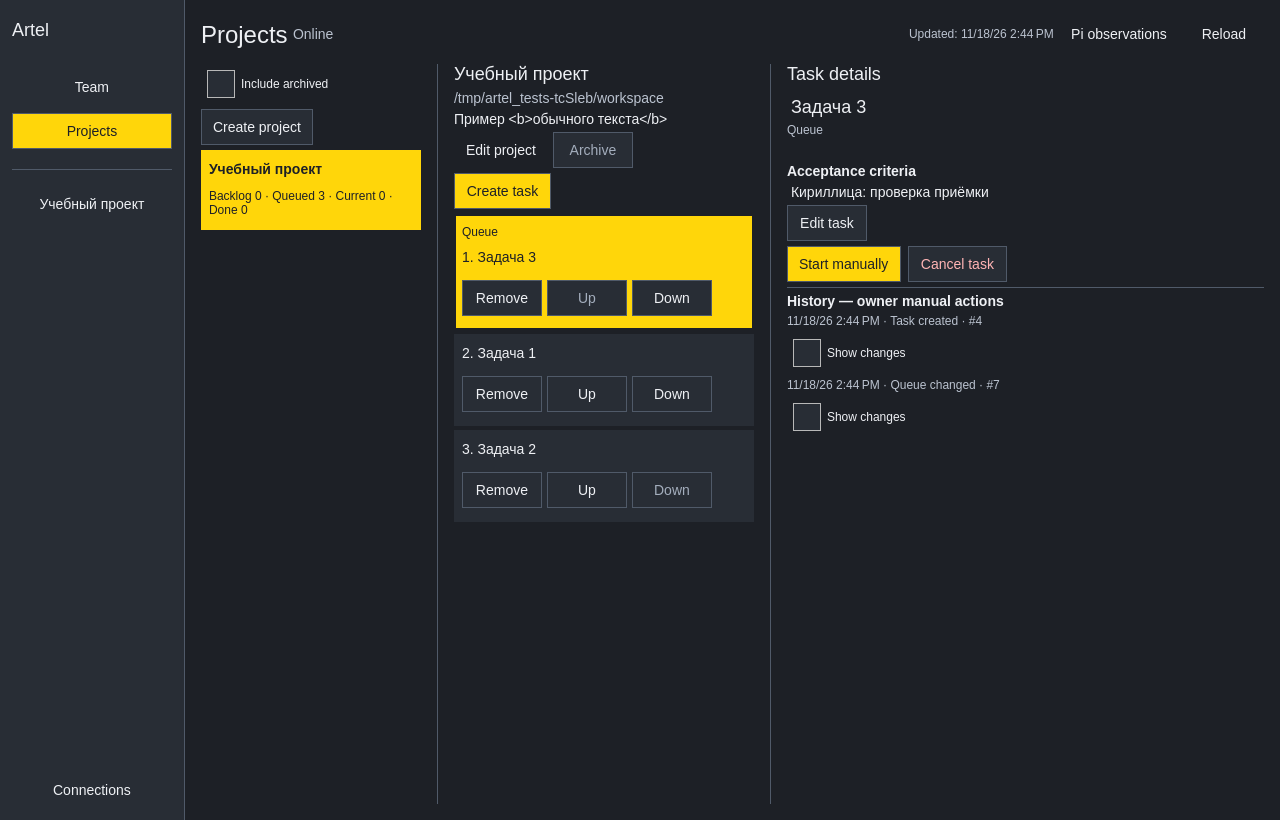 Artel
Team
Projects
Учебный проект
Connections
Projects Online
Updated: 11/18/26 2:44 PM
Pi observations
Reload
Include archived
Create project
Учебный проект
Backlog 0 · Queued 3 · Current 0 ·
Done 0
Учебный проект
/tmp/artel_tests-tcSleb/workspace
Пример <b>обычного текста</b>
Edit project
Archive
Create task
Queue
1. Задача 3
Remove
Up
Down
2. Задача 1
Remove
Up
Down
3. Задача 2
Remove
Up
Down
Task details
Задача 3
Queue
Acceptance criteria
Кириллица: проверка приёмки
Edit task
Start manually
Cancel task
History — owner manual actions
11/18/26 2:44 PM · Task created · #4
Show changes
11/18/26 2:44 PM · Queue changed · #7
Show changes